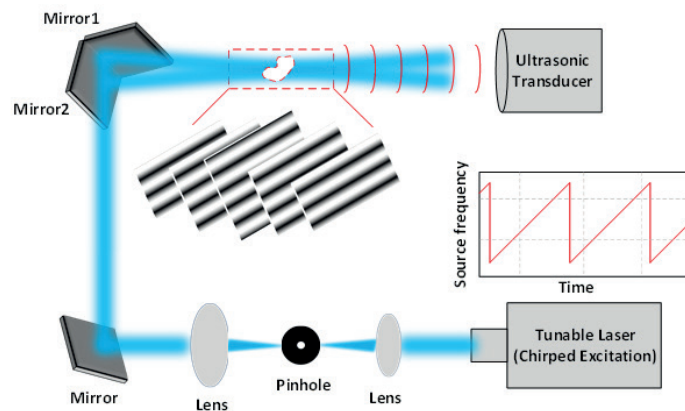 Mirror1
Mirror2
Ultrasonic
Transducer
Source frequency
Time
Tunable Laser
(Chirped Excitation)
Mirror
Lens
Pinhole
Lens